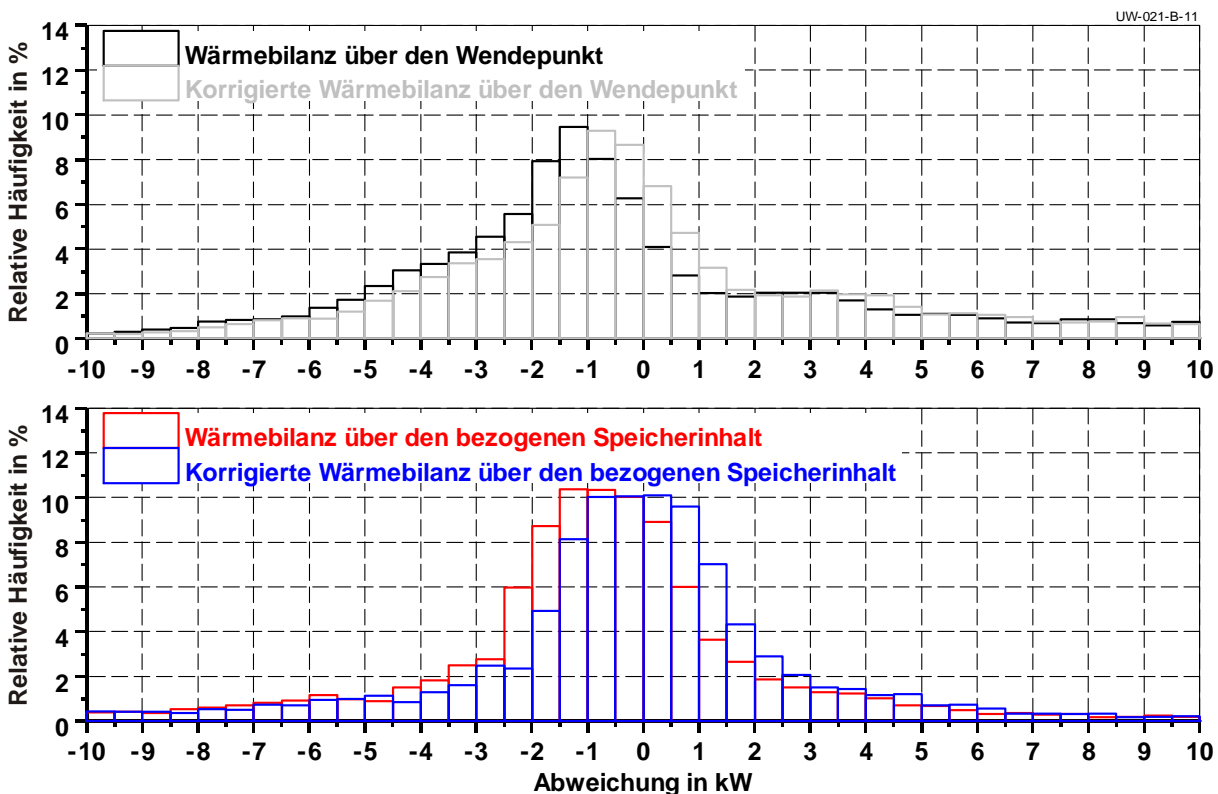 UW-021-B-11
Relative Häufigkeit in %
14
12
10
8
6
4
2
0
Wärmebilanz über den Wendepunkt
Korrigierte Wärmebilanz über den Wendepunkt
-10 -9 -8 -7 -6 -5 -4 -3 -2 -1 0 1 2 3 4 5 6 7 8 9 10
Relative Häufigkeit in %
14
12
10
8
6
4
2
0
Wärmebilanz über den bezogenen Speicherinhalt
Korrigierte Wärmebilanz über den bezogenen Speicherinhalt
-10 -9 -8 -7 -6 -5 -4 -3 -2 -1 0 1 2 3 4 5 6 7 8 9 10
Abweichung in kW